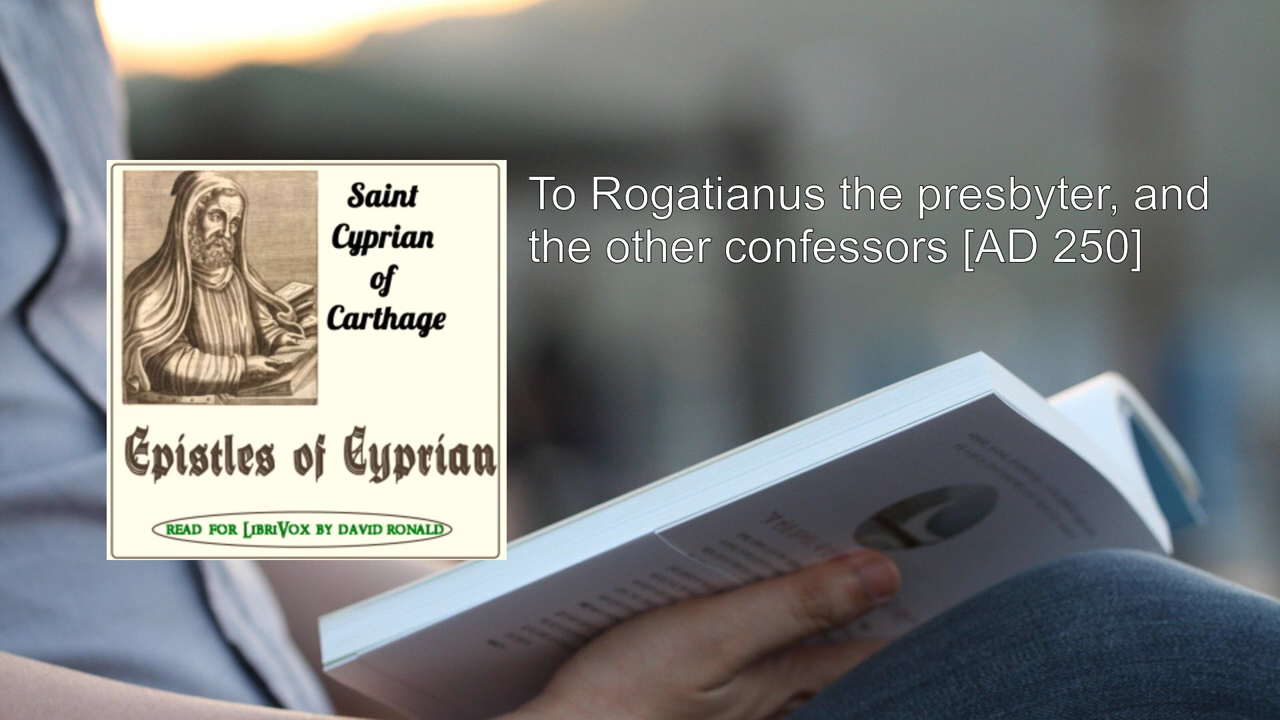 Saint
Cyprian
of
Carthage
Epistles of Cyprian
READ FOR LIBRIVOX BY DAVID RONALD
To Rogatianus the presbyter, and
the other confessors [AD 250]